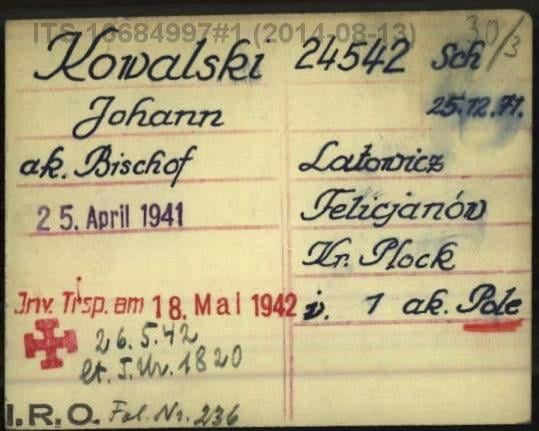 ITS 10684997#1 (2014-08-13)
30/3
Kowalski 24542 Sch
Johann 25.12.71.
ak. Bischof Latowicz
25. April 1941 Felicjanów
Kr. Plock
Inv. Trsp. am 18. Mai 1942 v. 1 ak. Pole
26.5.42
lt. I. Nr. 1820
I.R.O. Fol. Nr. 236